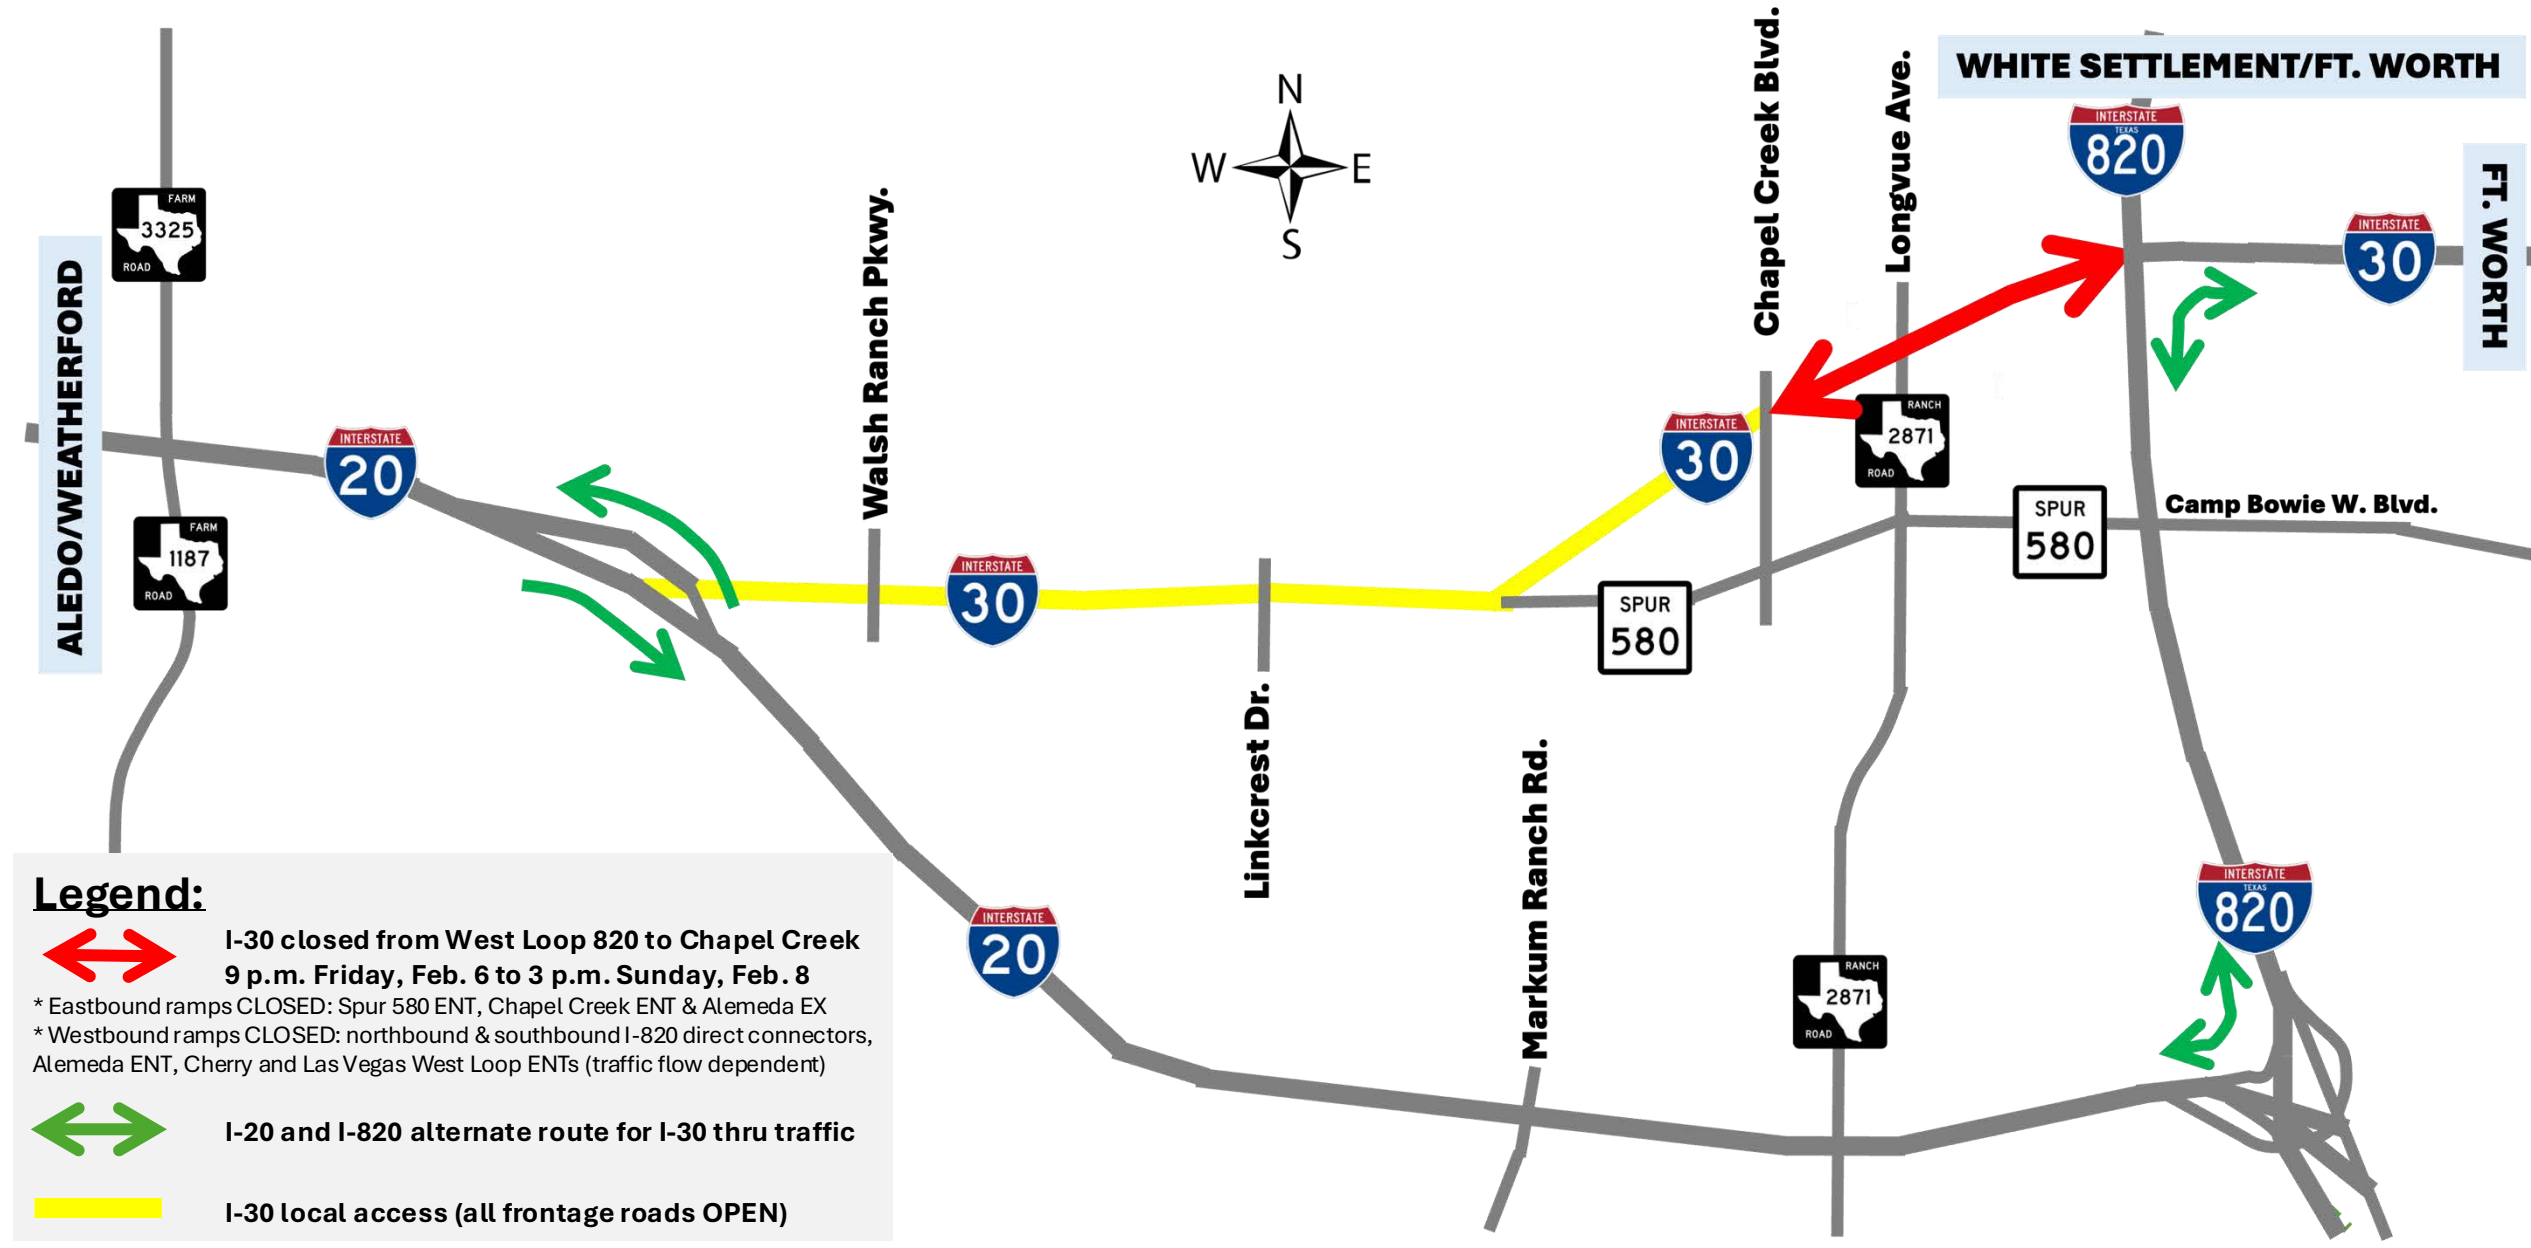 WHITE SETTLEMENT/FT. WORTH
Chapel Creek Blvd.
Longvue Ave.
N
W
E
S
INTERSTATE
TEXAS
820
FT. WORTH
INTERSTATE
30
FARM
3325
ROAD
Walsh Ranch Pkwy.
ALEDO/WEATHERFORD
INTERSTATE
20
INTERSTATE
30
RANCH
2871
ROAD
SPUR
580
Camp Bowie W. Blvd.
FARM
1187
ROAD
INTERSTATE
30
SPUR
580
Linkcrest Dr.
Markum Ranch Rd.
INTERSTATE
TEXAS
820
INTERSTATE
20
RANCH
2871
ROAD
Legend:
I-30 closed from West Loop 820 to Chapel Creek
9 p.m. Friday, Feb. 6 to 3 p.m. Sunday, Feb. 8
* Eastbound ramps CLOSED: Spur 580 ENT, Chapel Creek ENT & Alemeda EX
* Westbound ramps CLOSED: northbound & southbound I-820 direct connectors,
Alemeda ENT, Cherry and Las Vegas West Loop ENTs (traffic flow dependent)
I-20 and I-820 alternate route for I-30 thru traffic
I-30 local access (all frontage roads OPEN)